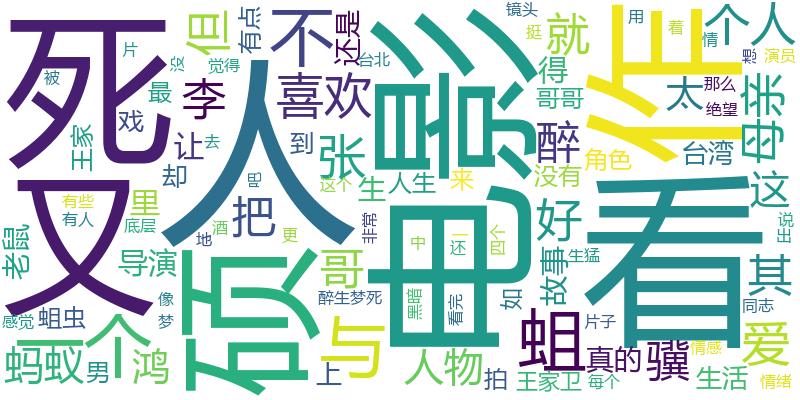 死
又
人
电影
看
作
硕
不
但
有点
还是
李
喜欢
就
个人
镜头
用
着
情
挺
台北
片
没
觉得
被
最
戏
让
却
去
到
得
哥哥
太
那么
绝望
想
演员
母亲
王家
张
醉
角色
台湾
没有
这个
生
人生
来
吧
这
有些
有人
里
底层
酒
地
更
把
非常
好
中
还
一
四个
说
出
其
老鼠
导演
哥
故事
生猛
如
像
梦
醉生梦死
黑暗
看完
感觉
蛆虫
一个
与
蛆
片子
同志
真的
骥
情感
爱
蚂蚁
男
鸿
上
人物
拍
王家卫
每个
生活
情绪